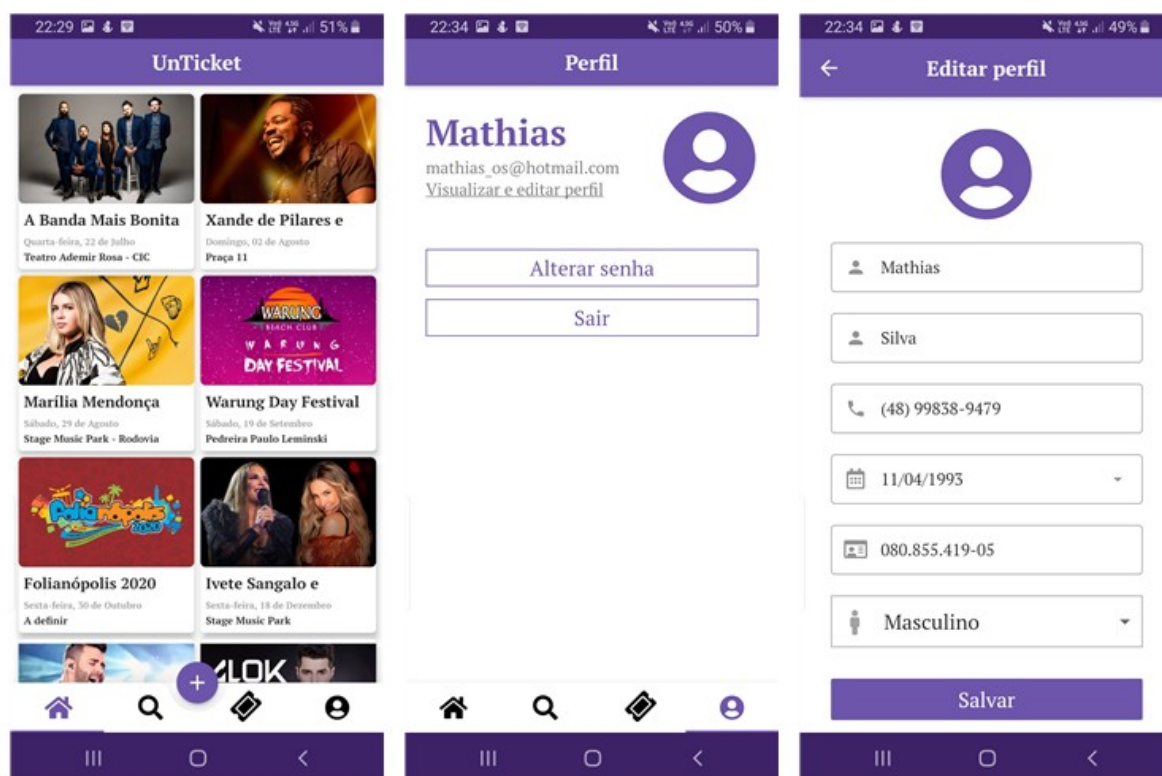 22:29
51%
UnTicket
A Banda Mais Bonita
Quarta-feira, 22 de Julho
Teatro Ademir Rosa - CIC
Xande de Pilares e
Domingo, 02 de Agosto
Praça 11
WARUNG
BEACH CLUB
WARUNG
DAY FESTIVAL
Marília Mendonça
Sábado, 29 de Agosto
Stage Music Park - Rodovia
Warung Day Festival
Sábado, 19 de Setembro
Pedreira Paulo Leminski
Folianópolis
2020
Folianópolis 2020
Sexta-feira, 30 de Outubro
A definir
Ivete Sangalo e
Sexta-feira, 18 de Dezembro
Stage Music Park
ALOK
22:34
50%
Perfil
Mathias
mathias_os@hotmail.com
Visualizar e editar perfil
Alterar senha
Sair
22:34
49%
Editar perfil
Mathias
Silva
(48) 99838-9479
11/04/1993
080.855.419-05
Masculino
Salvar